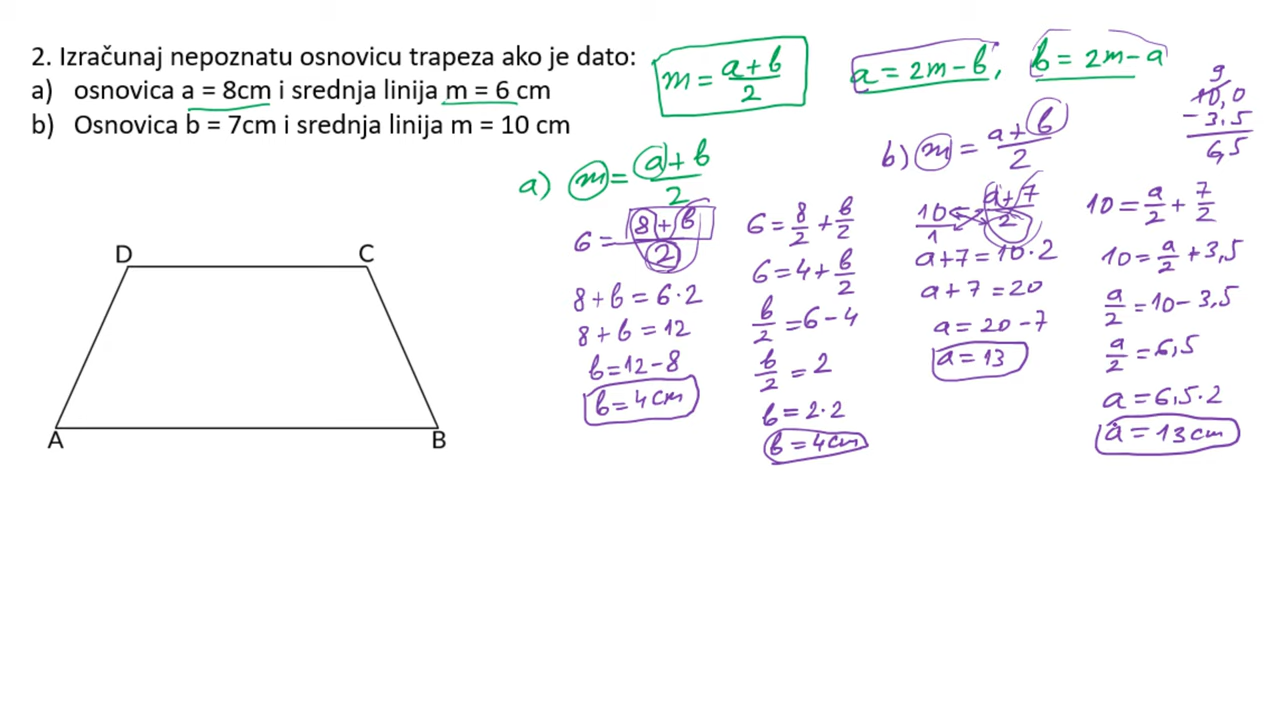 2. Izračunaj nepoznatu osnovicu trapeza ako je dato:
a) osnovica a = 8cm i srednja linija m = 6 cm
b) Osnovica b = 7cm i srednja linija m = 10 cm
m = a+b/2
a = 2m-b, b = 2m-a
9
10,0
-3,5
6,5
a) m = a+b/2
6 = 8+b/2
8+b = 6·2
8+b = 12
b = 12-8
b = 4cm
6 = 8/2 + b/2
6 = 4 + b/2
b/2 = 6-4
b/2 = 2
b = 2·2
b = 4cm
b) m = a+b/2
10/1 = a+7/2
a+7 = 10·2
a+7 = 20
a = 20-7
a = 13
10 = a/2 + 7/2
10 = a/2 + 3,5
a/2 = 10-3,5
a/2 = 6,5
a = 6,5·2
a = 13cm
D C
A B